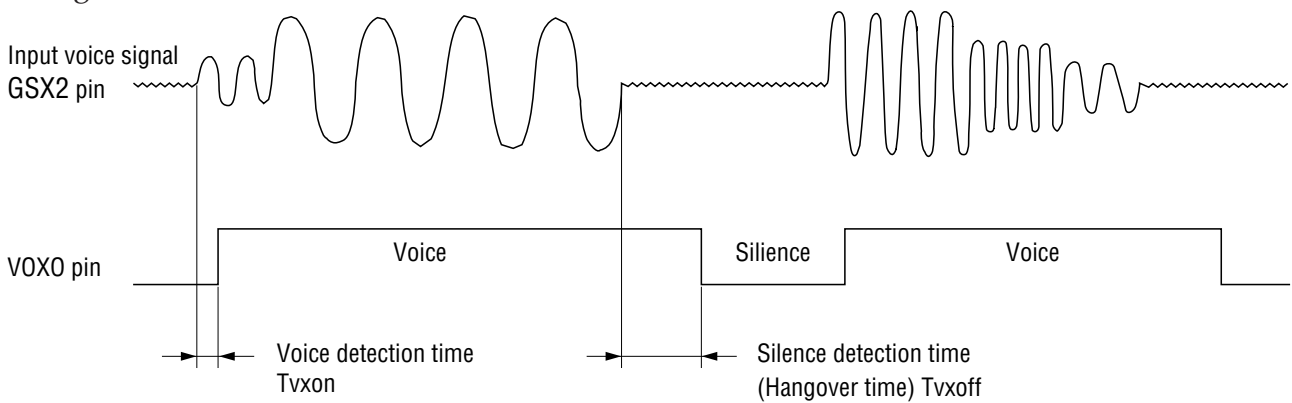 Input voice signal
GSX2 pin
VOXO pin
Voice
Silience
Voice
Voice detection time
Tvxon
Silence detection time
(Hangover time) Tvxoff